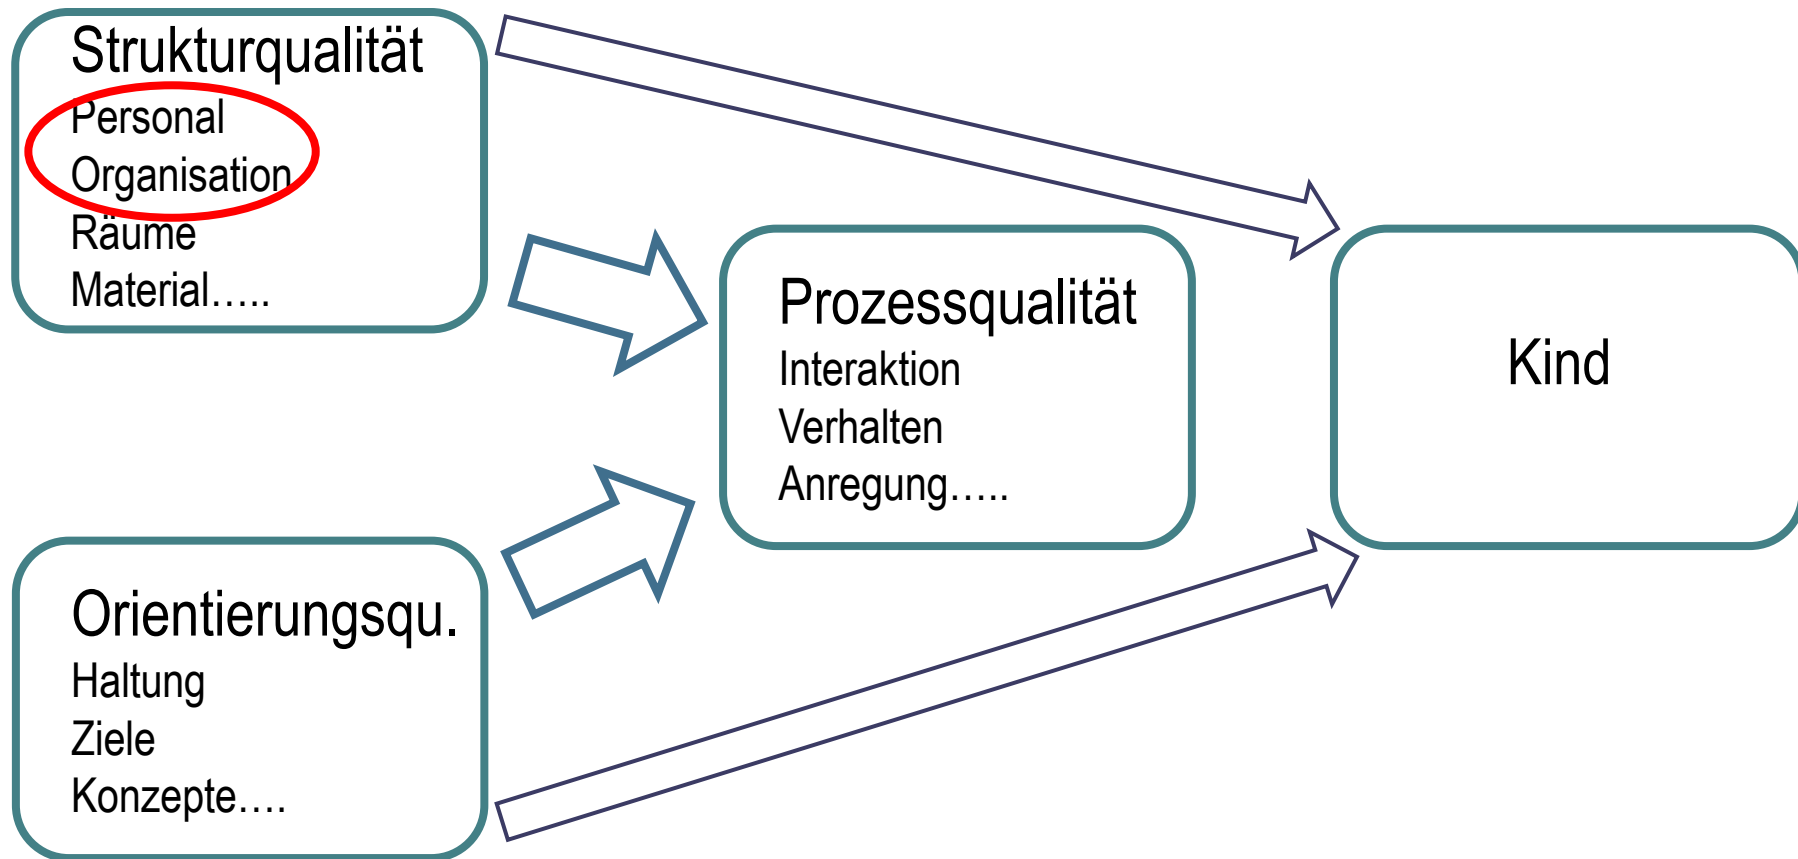 Strukturqualität
Personal
Organisation
Räume
Material…..
Prozessqualität
Interaktion
Verhalten
Anregung…..
Kind
Orientierungsqu.
Haltung
Ziele
Konzepte….